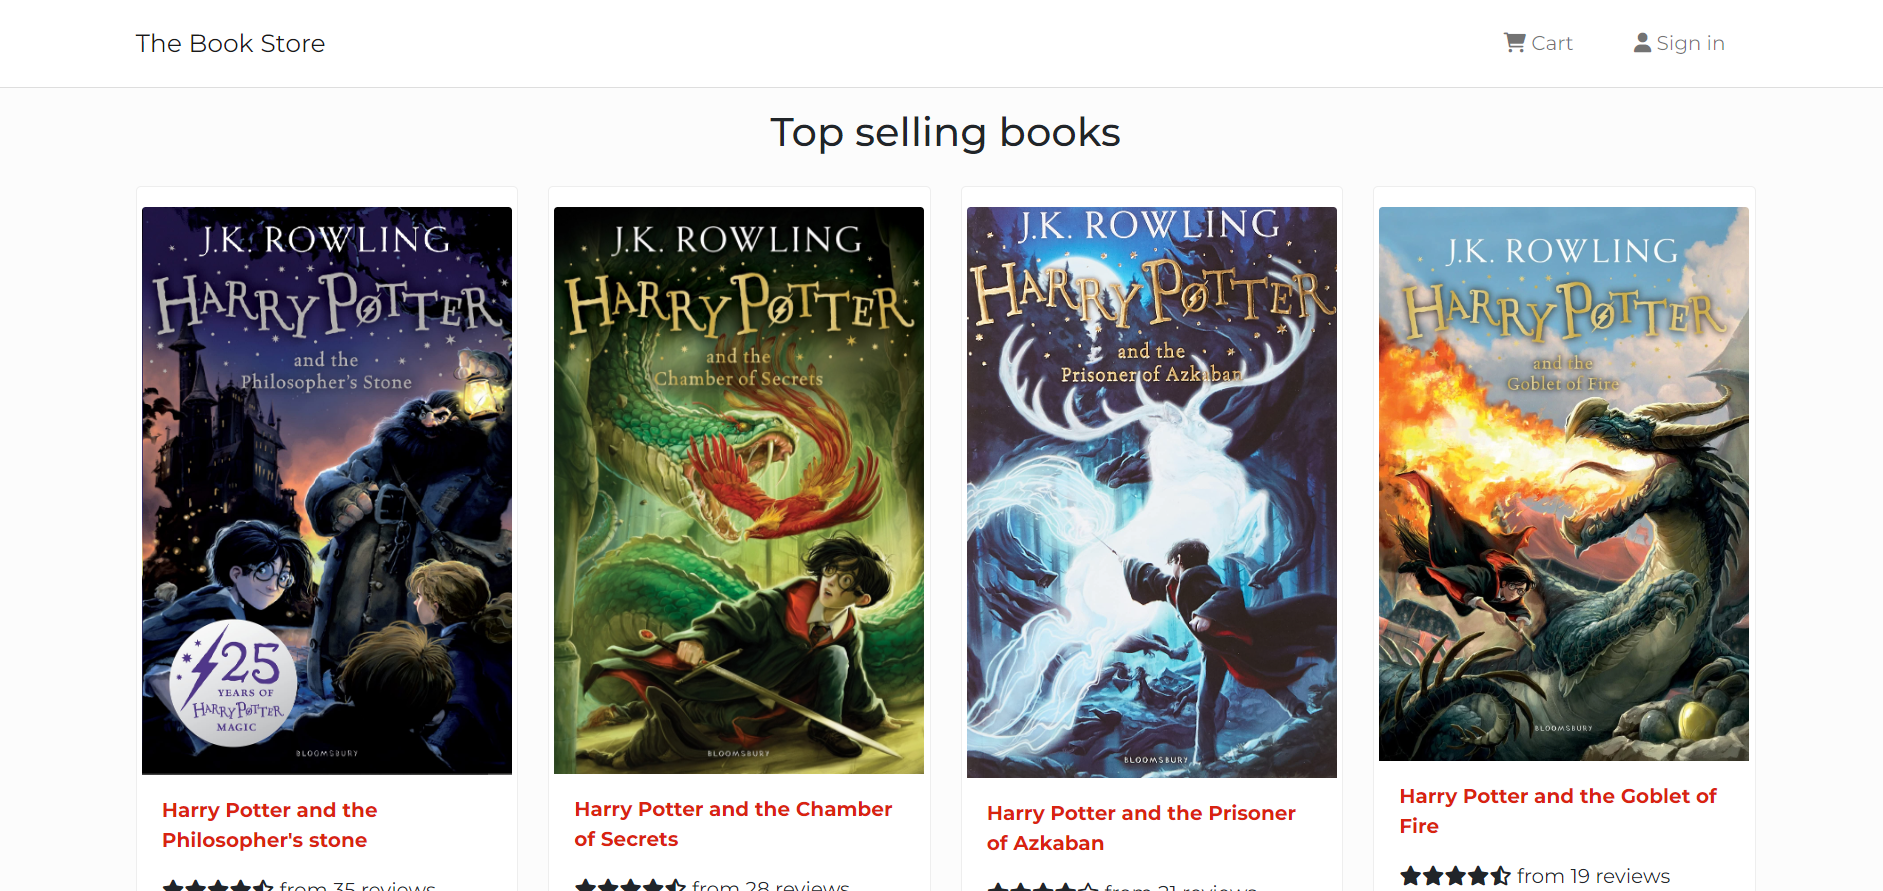 The Book Store
Cart
Sign in
Top selling books
J.K. ROWLING
HARRY POTTER
and the
Philosopher's Stone
25
YEARS OF
HARRY POTTER
MAGIC
BLOOMSBURY
Harry Potter and the
Philosopher's stone
from 35 reviews
J.K. ROWLING
HARRY POTTER
and the
Chamber of Secrets
BLOOMSBURY
Harry Potter and the Chamber
of Secrets
from 28 reviews
J.K. ROWLING
HARRY POTTER
and the
Prisoner of Azkaban
BLOOMSBURY
Harry Potter and the Prisoner
of Azkaban
from 21 reviews
J.K. ROWLING
HARRY POTTER
and the
Goblet of Fire
BLOOMSBURY
Harry Potter and the Goblet of
Fire
from 19 reviews